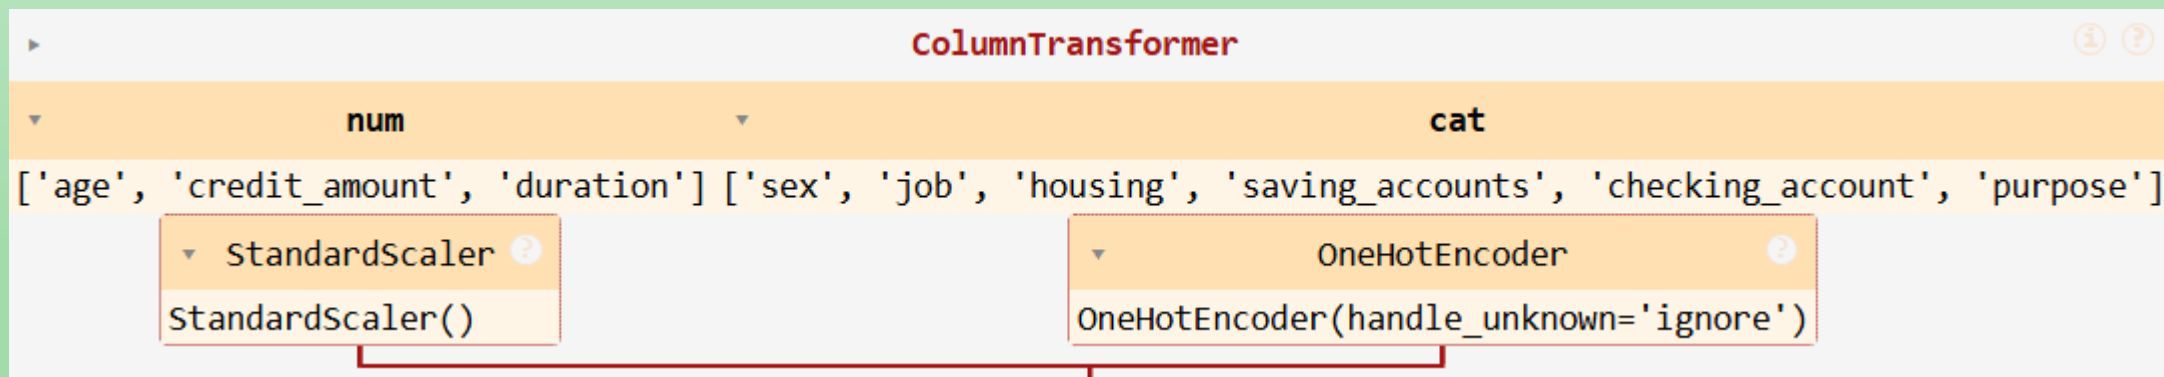 ColumnTransformer
num cat
['age', 'credit_amount', 'duration'] ['sex', 'job', 'housing', 'saving_accounts', 'checking_account', 'purpose']
StandardScaler ? OneHotEncoder ?
StandardScaler() OneHotEncoder(handle_unknown='ignore')